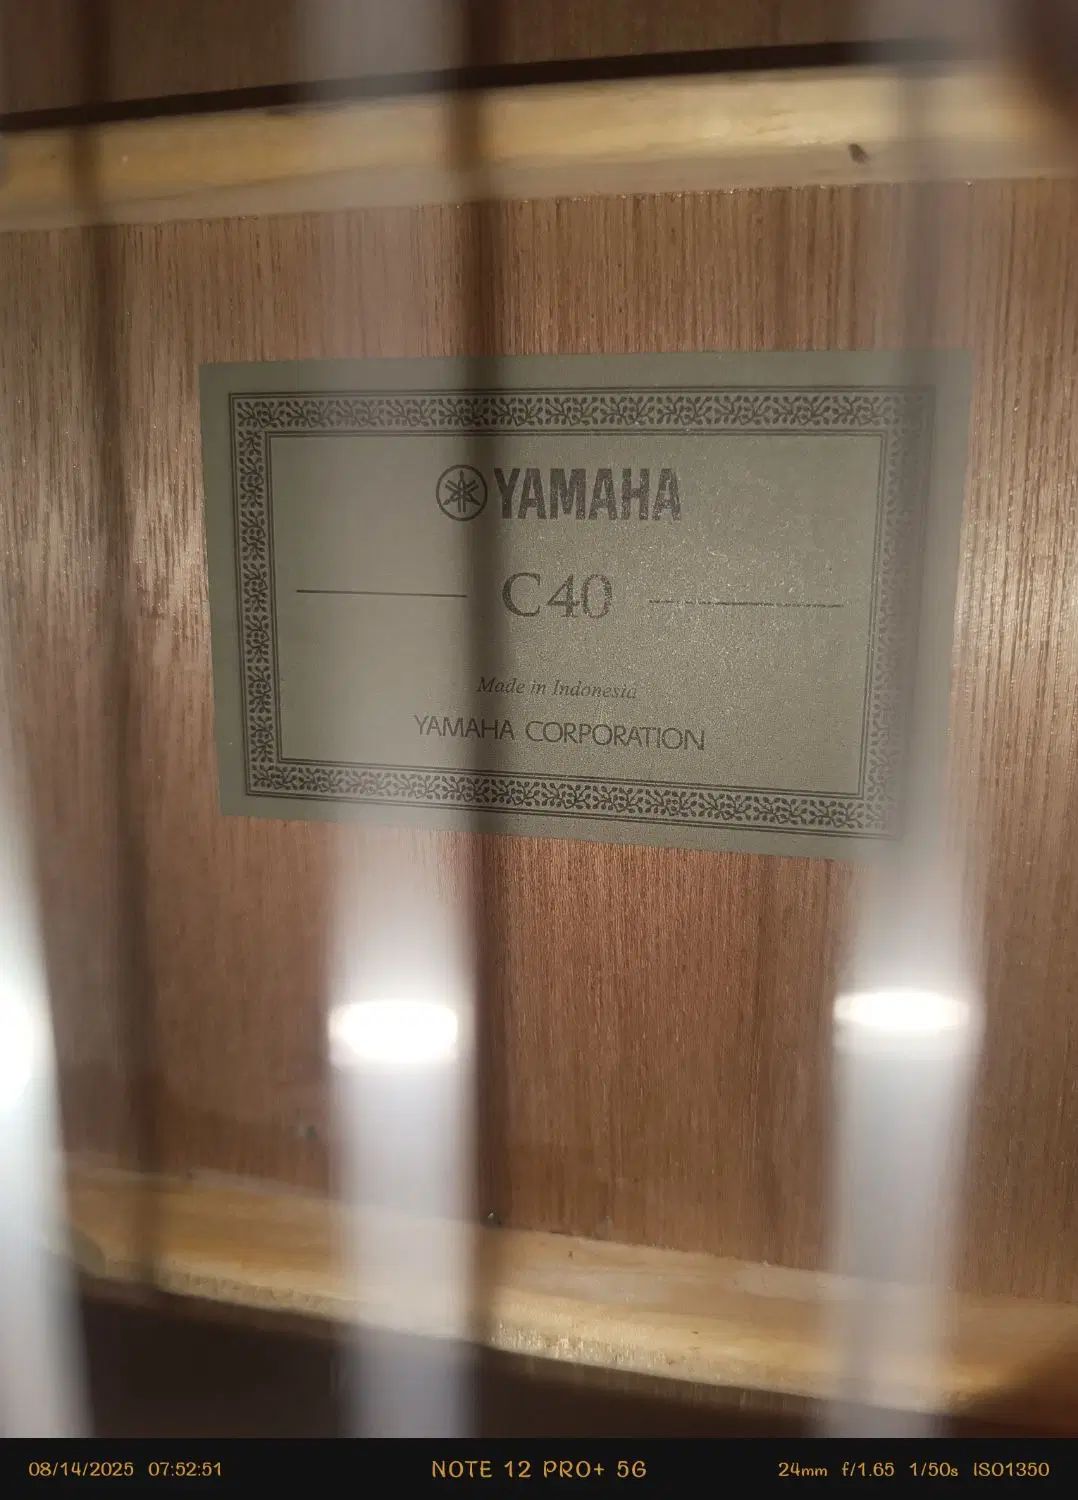 YAMAHA
C40
Made in Indonesia
YAMAHA CORPORATION
08/14/2025 07:52:51 NOTE 12 PRO+ 5G 24mm f/1.65 1/50s ISO1350